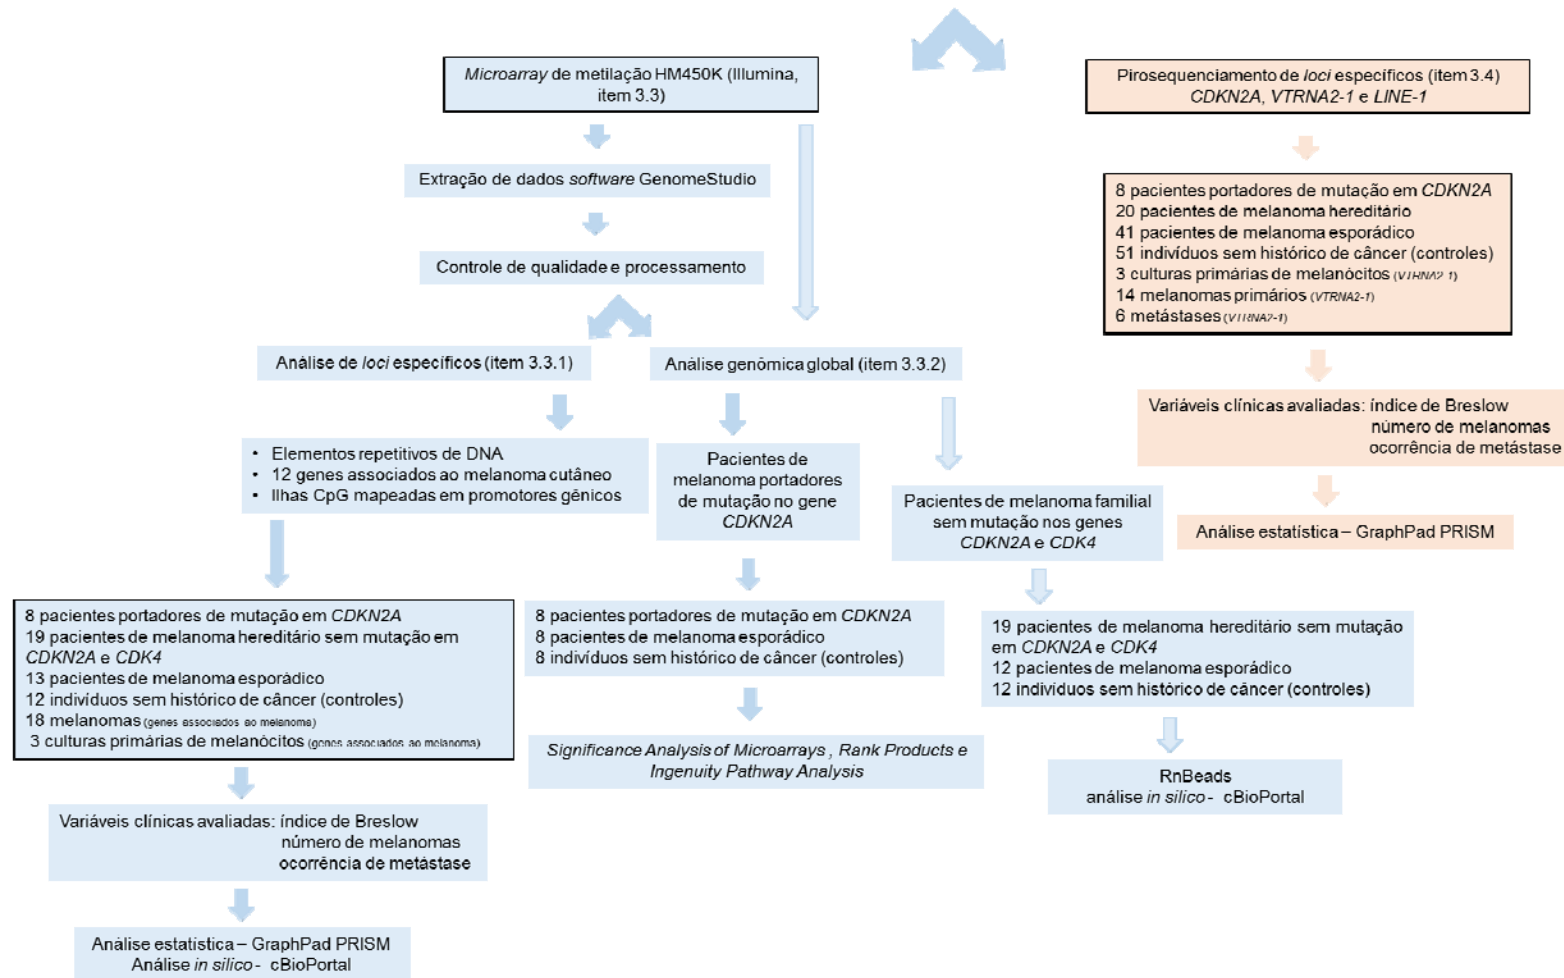 Microarray de metilação HM450K (Illumina,
item 3.3)
Extração de dados software GenomeStudio
Controle de qualidade e processamento
Análise de loci específicos (item 3.3.1)
Análise genômica global (item 3.3.2)
• Elementos repetitivos de DNA
• 12 genes associados ao melanoma cutâneo
• Ilhas CpG mapeadas em promotores gênicos
Pacientes de
melanoma portadores
de mutação no gene
CDKN2A
Pacientes de melanoma familial
sem mutação nos genes
CDKN2A e CDK4
8 pacientes portadores de mutação em CDKN2A
19 pacientes de melanoma hereditário sem mutação em
CDKN2A e CDK4
13 pacientes de melanoma esporádico
12 indivíduos sem histórico de câncer (controles)
18 melanomas (genes associados ao melanoma)
3 culturas primárias de melanócitos (genes associados ao melanoma)
8 pacientes portadores de mutação em CDKN2A
8 pacientes de melanoma esporádico
8 indivíduos sem histórico de câncer (controles)
19 pacientes de melanoma hereditário sem mutação
em CDKN2A e CDK4
12 pacientes de melanoma esporádico
12 indivíduos sem histórico de câncer (controles)
Significance Analysis of Microarrays , Rank Products e
Ingenuity Pathway Analysis
RnBeads
análise in silico - cBioPortal
Variáveis clínicas avaliadas: índice de Breslow
número de melanomas
ocorrência de metástase
Análise estatística – GraphPad PRISM
Análise in silico - cBioPortal
Pirosequenciamento de loci específicos (item 3.4)
CDKN2A, VTRNA2-1 e LINE-1
8 pacientes portadores de mutação em CDKN2A
20 pacientes de melanoma hereditário
41 pacientes de melanoma esporádico
51 indivíduos sem histórico de câncer (controles)
3 culturas primárias de melanócitos (VTRNA2-1)
14 melanomas primários (VTRNA2-1)
6 metástases (VTRNA2-1)
Variáveis clínicas avaliadas: índice de Breslow
número de melanomas
ocorrência de metástase
Análise estatística – GraphPad PRISM